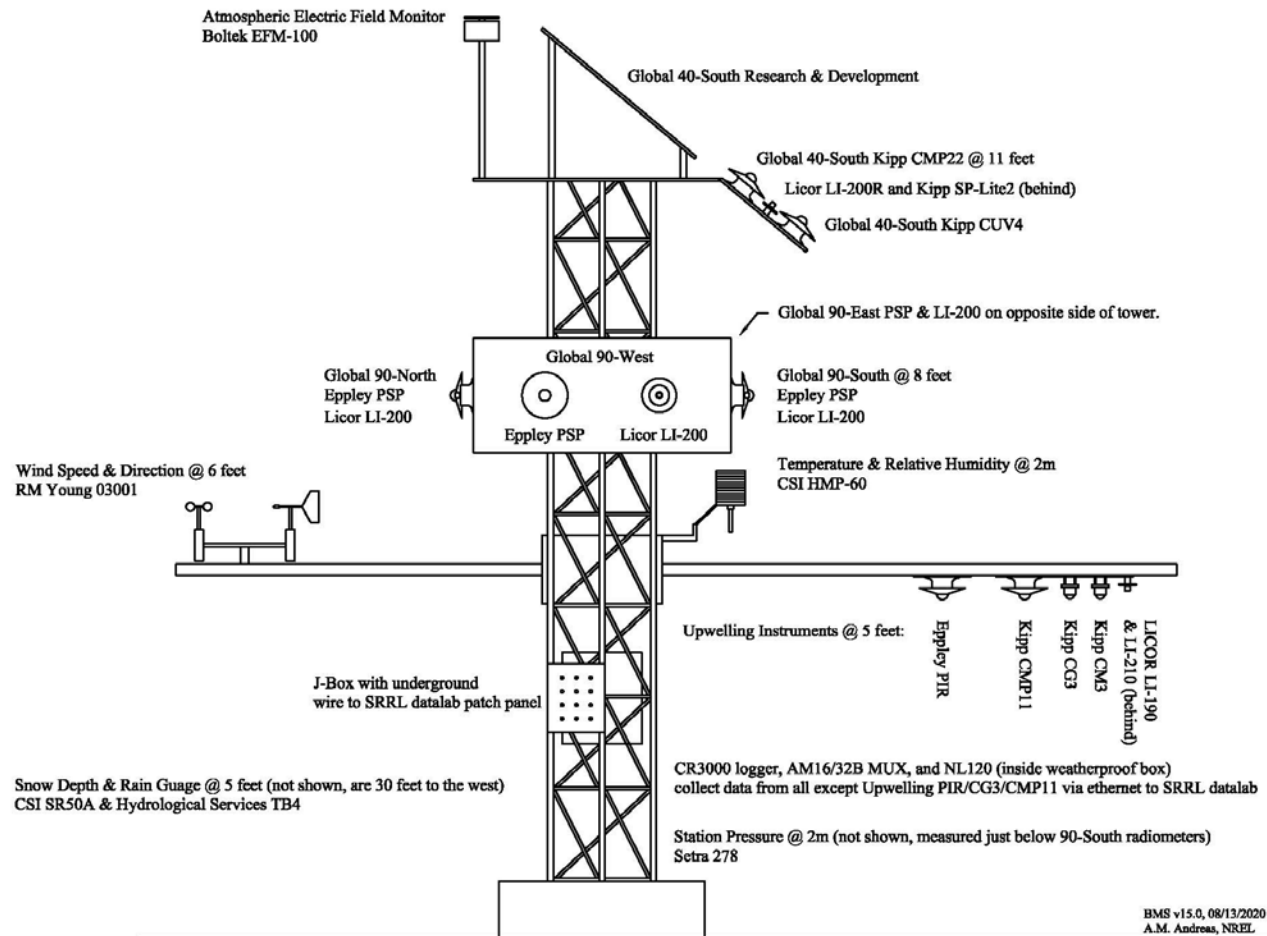 Atmospheric Electric Field Monitor
Boltek EFM-100
Global 40-South Research & Development
Global 40-South Kipp CMP22 @ 11 feet
Licor LI-200R and Kipp SP-Lite2 (behind)
Global 40-South Kipp CUV4
Global 90-East PSP & LI-200 on opposite side of tower.
Global 90-West
Eppley PSP
Licor LI-200
Global 90-North
Eppley PSP
Licor LI-200
Global 90-South @ 8 feet
Eppley PSP
Licor LI-200
Wind Speed & Direction @ 6 feet
RM Young 03001
Temperature & Relative Humidity @ 2m
CSI HMP-60
Upwelling Instruments @ 5 feet:
Eppley PIR
Kipp CMP11
Kipp CG3
Kipp CM3
LICOR LI-190
& LI-210 (behind)
J-Box with underground
wire to SRRL datalab patch panel
Snow Depth & Rain Guage @ 5 feet (not shown, are 30 feet to the west)
CSI SR50A & Hydrological Services TB4
CR3000 logger, AM16/32B MUX, and NL120 (inside weatherproof box)
collect data from all except Upwelling PIR/CG3/CMP11 via ethernet to SRRL datalab
Station Pressure @ 2m (not shown, measured just below 90-South radiometers)
Setra 278
BMS v15.0, 08/13/2020
A.M. Andreas, NREL